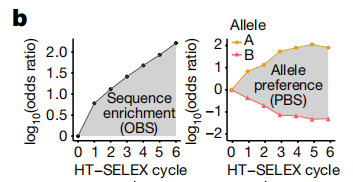 b
log10(odds ratio)
2.0
1.5
1.0
0.5
0
Sequence
enrichment
(OBS)
0 1 2 3 4 5 6
HT–SELEX cycle
Allele
A
B
log10(odds ratio)
2
1
0
−1
−2
Allele
preference
(PBS)
0 1 2 3 4 5 6
HT–SELEX cycle